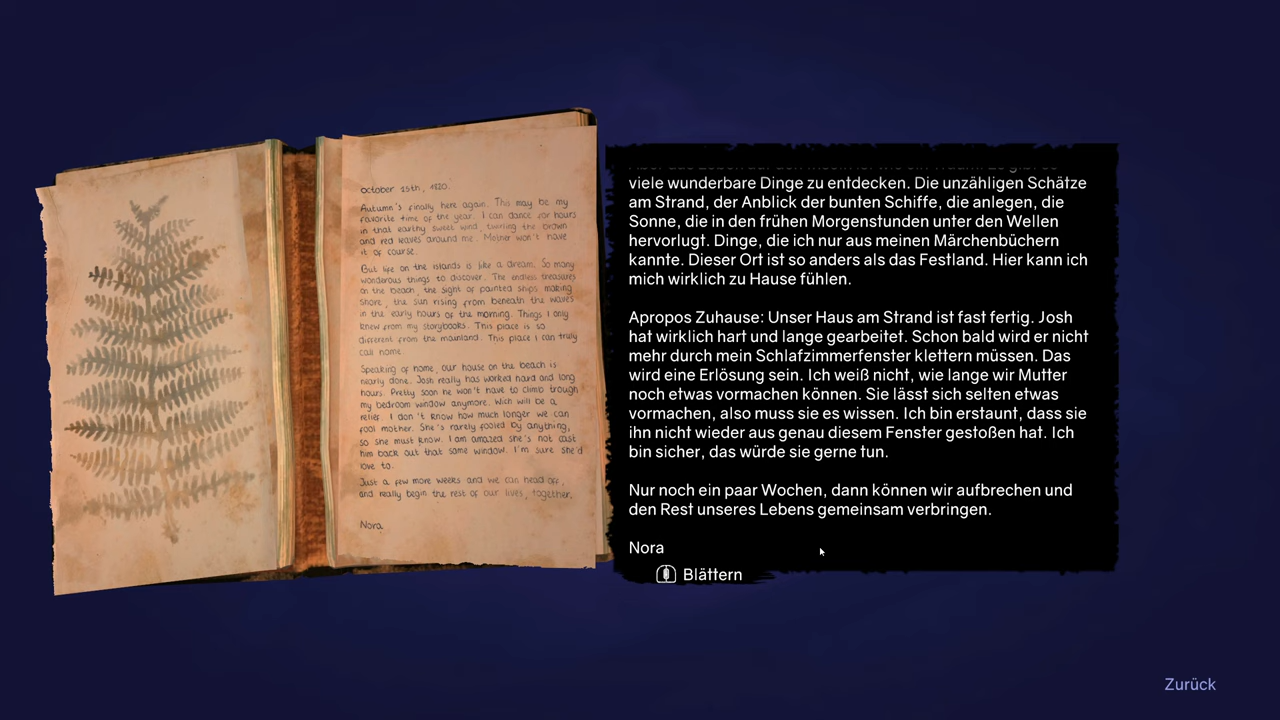 October 15th, 1820.
Autumn's finally here again. This may be my
favorite time of the year. I can dance for hours
in that earthy sweet wind, twirling the brown
and red leaves around me. Mother won't have
it of course.
But life on the islands is like a dream. So many
wonderous things to discover. The endless treasures
on the beach, the sight of painted ships making
shore, the sun rising from beneath the waves
in the early hours of the morning. Things I only
knew from my storybooks. This place is so
different from the mainland. This place I can truly
call home.
Speaking of home, our house on the beach is
nearly done. Josh really has worked hard and long
hours. Pretty soon he won't have to climb trough
my bedroom window anymore. Wich will be a
relief. I don't know how much longer we can
fool mother. She's rarely fooled by anything,
so she must know. I am amazed she's not cast
him back out that same window. I'm sure she'd
love to.
Just a few more weeks and we can head off,
and really begin the rest of our lives, together.
Nora
viele wunderbare Dinge zu entdecken. Die unzähligen Schätze
am Strand, der Anblick der bunten Schiffe, die anlegen, die
Sonne, die in den frühen Morgenstunden unter den Wellen
hervorlugt. Dinge, die ich nur aus meinen Märchenbüchern
kannte. Dieser Ort ist so anders als das Festland. Hier kann ich
mich wirklich zu Hause fühlen.
Apropos Zuhause: Unser Haus am Strand ist fast fertig. Josh
hat wirklich hart und lange gearbeitet. Schon bald wird er nicht
mehr durch mein Schlafzimmerfenster klettern müssen. Das
wird eine Erlösung sein. Ich weiß nicht, wie lange wir Mutter
noch etwas vormachen können. Sie lässt sich selten etwas
vormachen, also muss sie es wissen. Ich bin erstaunt, dass sie
ihn nicht wieder aus genau diesem Fenster gestoßen hat. Ich
bin sicher, das würde sie gerne tun.
Nur noch ein paar Wochen, dann können wir aufbrechen und
den Rest unseres Lebens gemeinsam verbringen.
Nora
Blättern
Zurück